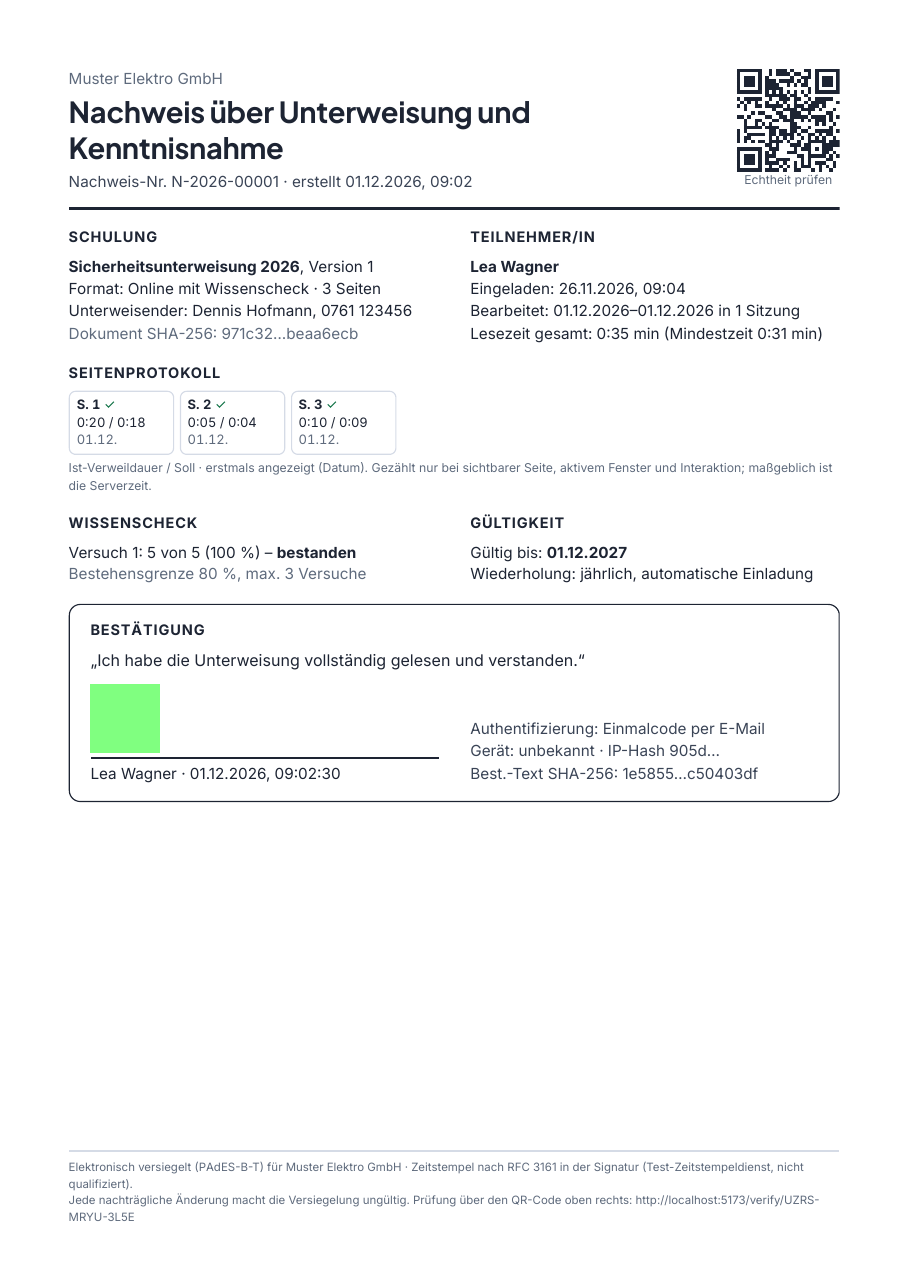 Muster Elektro GmbH
Nachweis über Unterweisung und
Kenntnisnahme
Nachweis-Nr. N-2026-00001 · erstellt 01.12.2026, 09:02
Echtheit prüfen
SCHULUNG
Sicherheitsunterweisung 2026, Version 1
Format: Online mit Wissenscheck · 3 Seiten
Unterweisender: Dennis Hofmann, 0761 123456
Dokument SHA-256: 971c32…beaa6ecb
TEILNEHMER/IN
Lea Wagner
Eingeladen: 26.11.2026, 09:04
Bearbeitet: 01.12.2026–01.12.2026 in 1 Sitzung
Lesezeit gesamt: 0:35 min (Mindestzeit 0:31 min)
SEITENPROTOKOLL
S. 1 ✓
0:20 / 0:18
01.12.
S. 2 ✓
0:05 / 0:04
01.12.
S. 3 ✓
0:10 / 0:09
01.12.
Ist-Verweildauer / Soll · erstmals angezeigt (Datum). Gezählt nur bei sichtbarer Seite, aktivem Fenster und Interaktion; maßgeblich ist
die Serverzeit.
WISSENSCHECK
Versuch 1: 5 von 5 (100 %) – bestanden
Bestehensgrenze 80 %, max. 3 Versuche
GÜLTIGKEIT
Gültig bis: 01.12.2027
Wiederholung: jährlich, automatische Einladung
BESTÄTIGUNG
„Ich habe die Unterweisung vollständig gelesen und verstanden.“
Lea Wagner · 01.12.2026, 09:02:30
Authentifizierung: Einmalcode per E-Mail
Gerät: unbekannt · IP-Hash 905d…
Best.-Text SHA-256: 1e5855…c50403df
Elektronisch versiegelt (PAdES-B-T) für Muster Elektro GmbH · Zeitstempel nach RFC 3161 in der Signatur (Test-Zeitstempeldienst, nicht
qualifiziert).
Jede nachträgliche Änderung macht die Versiegelung ungültig. Prüfung über den QR-Code oben rechts: http://localhost:5173/verify/UZRS-
MRYU-3L5E